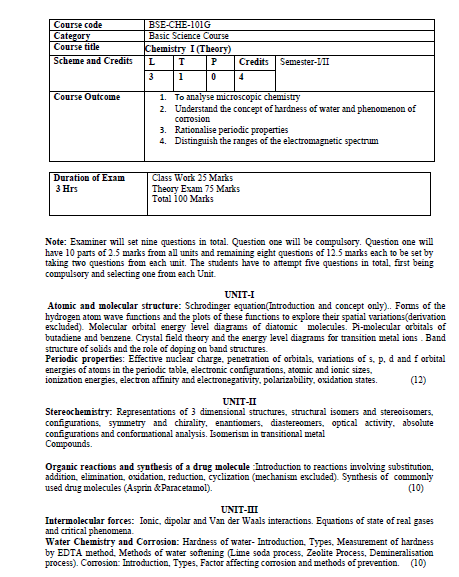 Course code BSE-CHE-101G
Category Basic Science Course
Course title Chemistry I (Theory)
Scheme and Credits L T P Credits Semester-I/II
3 1 0 4
Course Outcome 1. To analyse microscopic chemistry
2. Understand the concept of hardness of water and phenomenon of
corrosion
3. Rationalise periodic properties
4. Distinguish the ranges of the electromagnetic spectrum
Duration of Exam Class Work 25 Marks
3 Hrs Theory Exam 75 Marks
Total 100 Marks
Note: Examiner will set nine questions in total. Question one will be compulsory. Question one will
have 10 parts of 2.5 marks from all units and remaining eight questions of 12.5 marks each to be set by
taking two questions from each unit. The students have to attempt five questions in total, first being
compulsory and selecting one from each Unit.
UNIT-I
Atomic and molecular structure: Schrodinger equation(Introduction and concept only).. Forms of the
hydrogen atom wave functions and the plots of these functions to explore their spatial variations(derivation
excluded). Molecular orbital energy level diagrams of diatomic molecules. Pi-molecular orbitals of
butadiene and benzene. Crystal field theory and the energy level diagrams for transition metal ions . Band
structure of solids and the role of doping on band structures.
Periodic properties: Effective nuclear charge, penetration of orbitals, variations of s, p, d and f orbital
energies of atoms in the periodic table, electronic configurations, atomic and ionic sizes,
ionization energies, electron affinity and electronegativity, polarizability, oxidation states. (12)
UNIT-II
Stereochemistry: Representations of 3 dimensional structures, structural isomers and stereoisomers,
configurations, symmetry and chirality, enantiomers, diastereomers, optical activity, absolute
configurations and conformational analysis. Isomerism in transitional metal
Compounds.
Organic reactions and synthesis of a drug molecule :Introduction to reactions involving substitution,
addition, elimination, oxidation, reduction, cyclization (mechanism excluded). Synthesis of commonly
used drug molecules (Asprin &Paracetamol). (10)
UNIT-III
Intermolecular forces: Ionic, dipolar and Van der Waals interactions. Equations of state of real gases
and critical phenomena.
Water Chemistry and Corrosion: Hardness of water- Introduction, Types, Measurement of hardness
by EDTA method, Methods of water softening (Lime soda process, Zeolite Process, Demineralisation
process). Corrosion: Introduction, Types, Factor affecting corrosion and methods of prevention. (10)